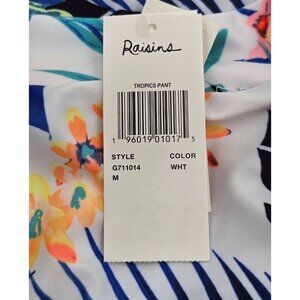 Raisins
TROPICS PANT
1 96019 01017 5
STYLE COLOR
G711014 WHT
M